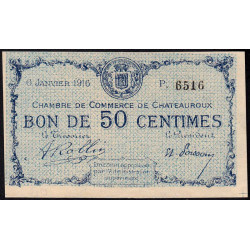 6 JANVIER 1916 P. 6516
CHAMBRE DE COMMERCE DE CHATEAUROUX
BON DE 50 CENTIMES
Le Trésorier Le Président